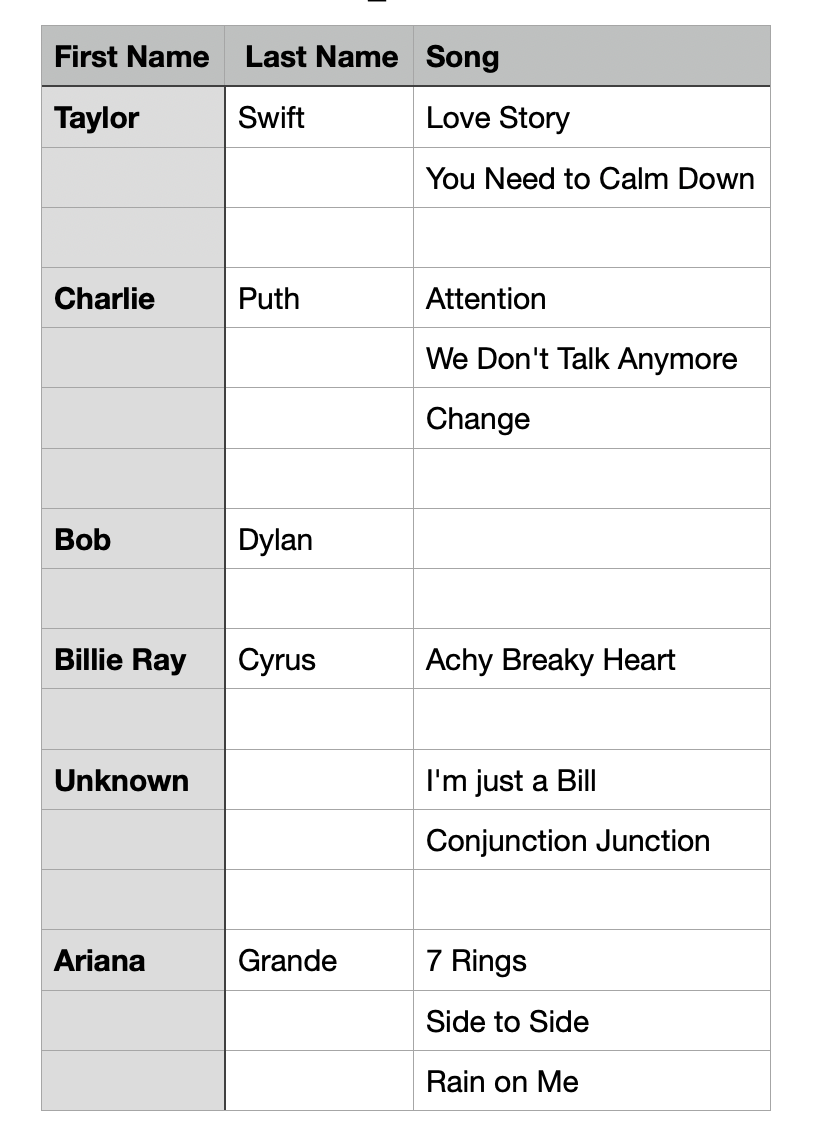 First Name Last Name Song
Taylor Swift Love Story
You Need to Calm Down
Charlie Puth Attention
We Don't Talk Anymore
Change
Bob Dylan
Billie Ray Cyrus Achy Breaky Heart
Unknown I'm just a Bill
Conjunction Junction
Ariana Grande 7 Rings
Side to Side
Rain on Me